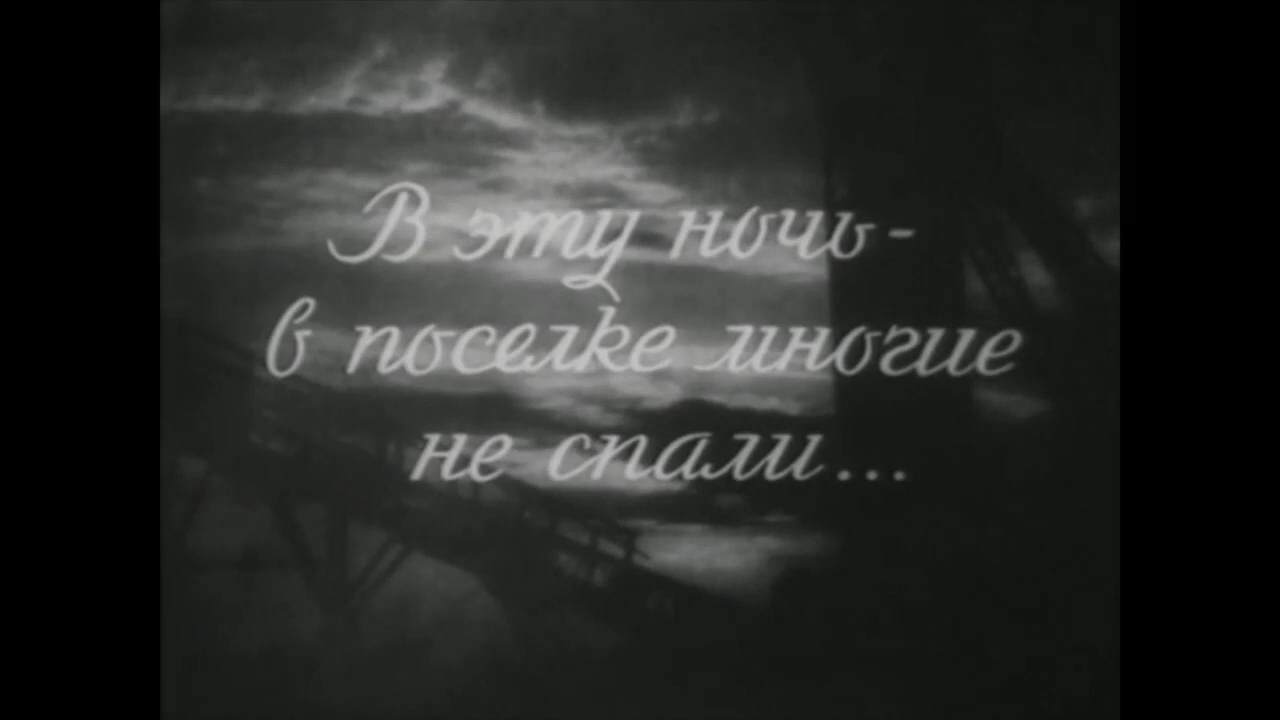 В эту ночь -
в поселке многие
не спали...